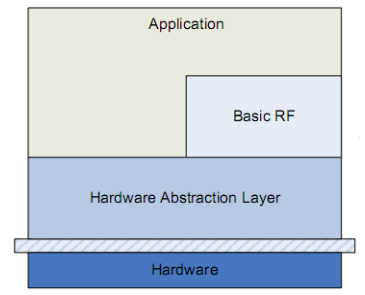 Application
Basic RF
Hardware Abstraction Layer
Hardware